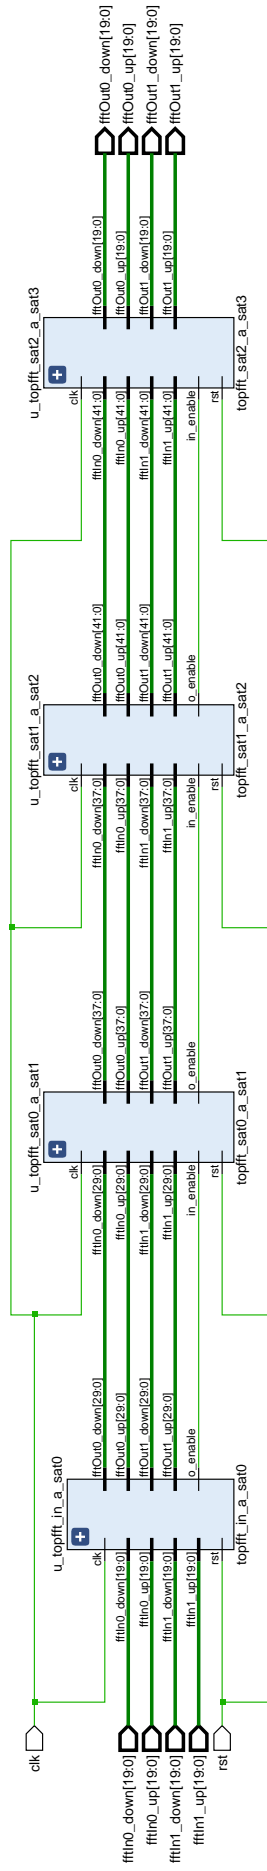 clk
fftIn0_down[19:0]
fftIn0_up[19:0]
fftIn1_down[19:0]
fftIn1_up[19:0]
rst
u_topfft_in_a_sat0
clk
fftIn0_down[19:0]
fftIn0_up[19:0]
fftIn1_down[19:0]
fftIn1_up[19:0]
rst
fftOut0_down[29:0]
fftOut0_up[29:0]
fftOut1_down[29:0]
fftOut1_up[29:0]
o_enable
topfft_in_a_sat0
u_topfft_sat0_a_sat1
clk
fftIn0_down[29:0]
fftIn0_up[29:0]
fftIn1_down[29:0]
fftIn1_up[29:0]
in_enable
rst
fftOut0_down[37:0]
fftOut0_up[37:0]
fftOut1_down[37:0]
fftOut1_up[37:0]
o_enable
topfft_sat0_a_sat1
u_topfft_sat1_a_sat2
clk
fftIn0_down[37:0]
fftIn0_up[37:0]
fftIn1_down[37:0]
fftIn1_up[37:0]
in_enable
rst
fftOut0_down[41:0]
fftOut0_up[41:0]
fftOut1_down[41:0]
fftOut1_up[41:0]
o_enable
topfft_sat1_a_sat2
u_topfft_sat2_a_sat3
clk
fftIn0_down[41:0]
fftIn0_up[41:0]
fftIn1_down[41:0]
fftIn1_up[41:0]
in_enable
rst
fftOut0_down[19:0]
fftOut0_up[19:0]
fftOut1_down[19:0]
fftOut1_up[19:0]
topfft_sat2_a_sat3
fftOut0_down[19:0]
fftOut0_up[19:0]
fftOut1_down[19:0]
fftOut1_up[19:0]